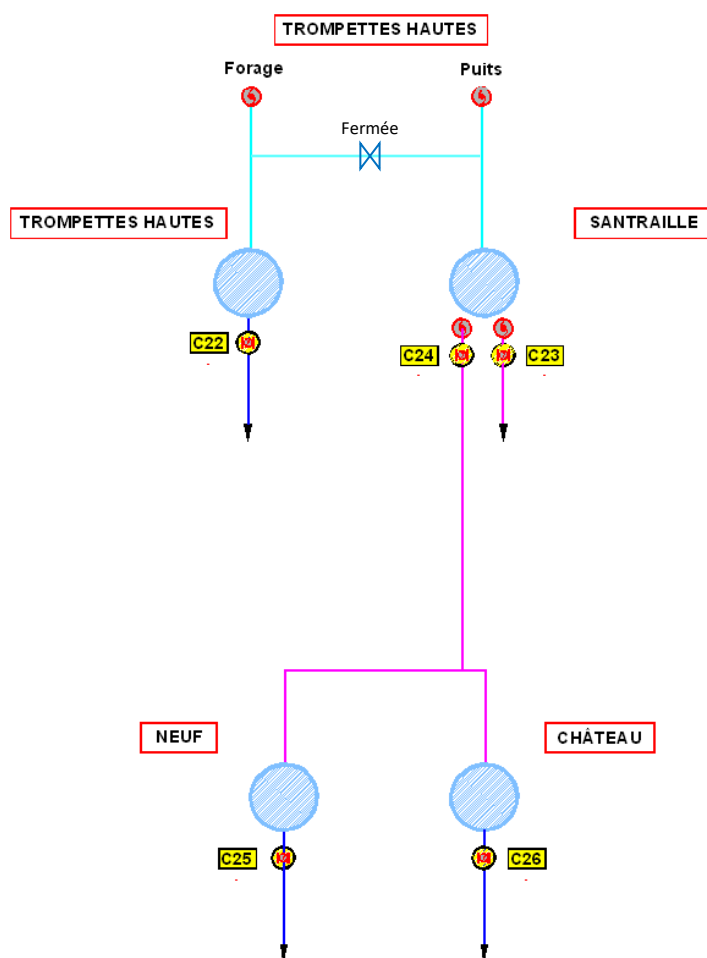 TROMPETTES HAUTES
Forage
Puits
Fermée
TROMPETTES HAUTES
SANTRAILLE
C22
C24
C23
NEUF
CHÂTEAU
C25
C26